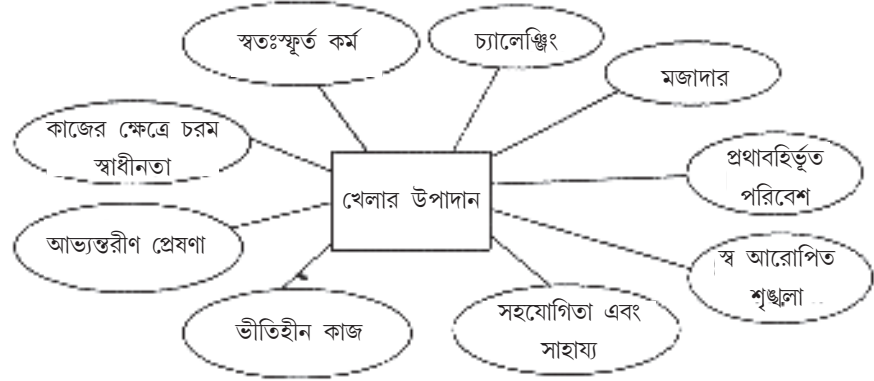 স্বতঃস্ফূর্ত কর্ম
চ্যালেঞ্জিং
মজাদার
কাজের ক্ষেত্রে চরম
স্বাধীনতা
প্রথাবহির্ভূত
পরিবেশ
খেলার উপাদান
আভ্যন্তরীণ প্রেষণা
স্ব আরোপিত
শৃঙ্খলা
ভীতিহীন কাজ
সহযোগিতা এবং
সাহায্য